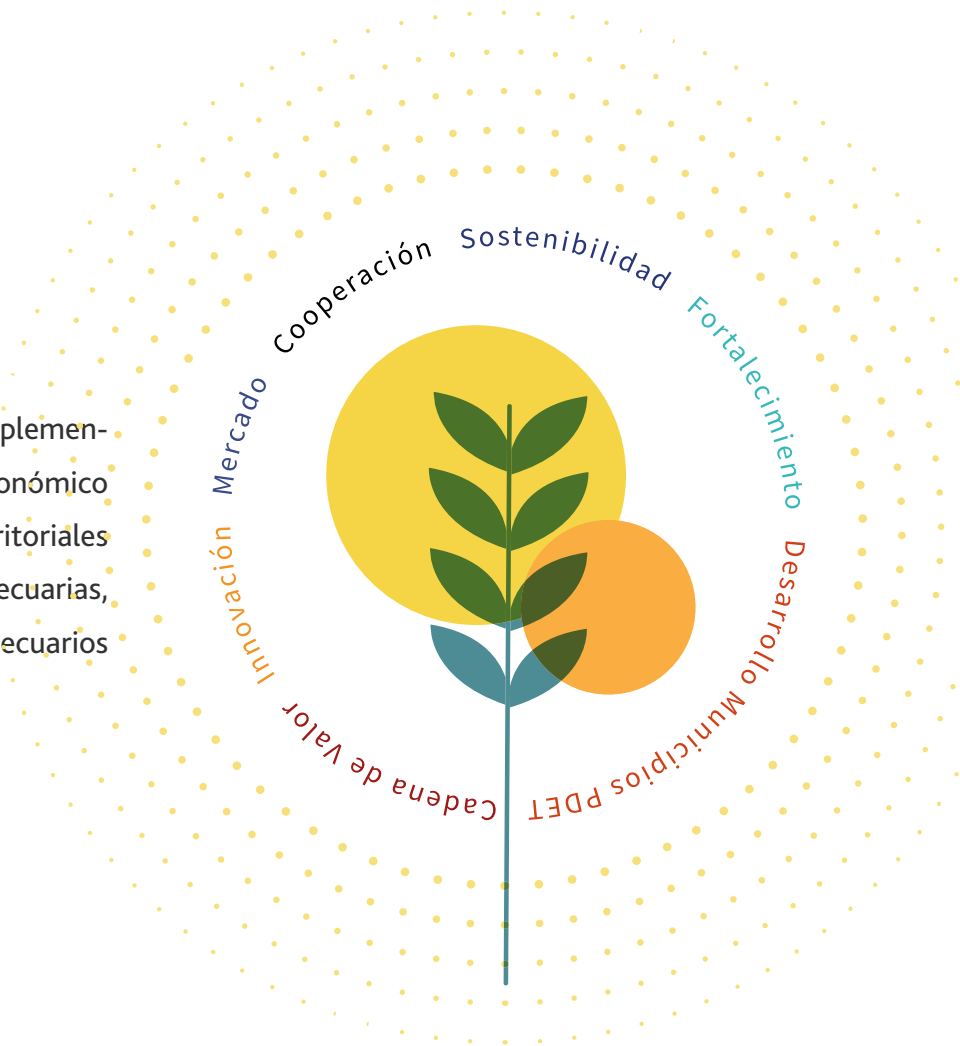 plemen-
onómico
ritoriales
ecuarias,
ecuarios
Sostenibilidad
Fortalecimiento
Desarrollo Municipios PDET
Cadena de Valor
Innovación
Mercado
Cooperación